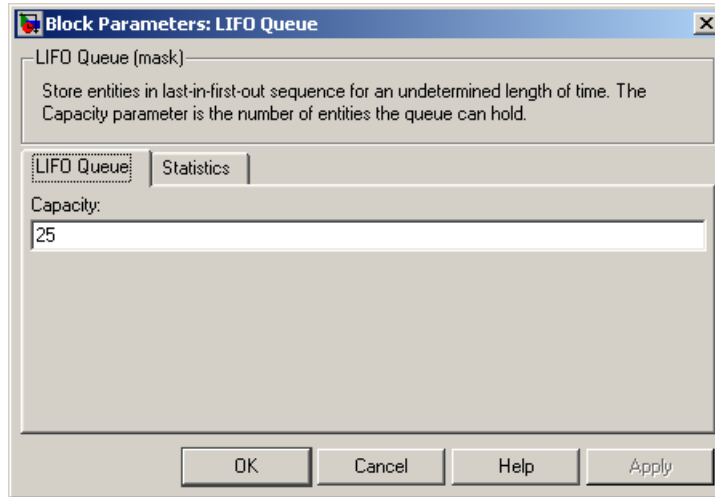 Block Parameters: LIFO Queue
LIFO Queue (mask)
Store entities in last-in-first-out sequence for an undetermined length of time. The
Capacity parameter is the number of entities the queue can hold.
LIFO Queue Statistics
Capacity:
25
OK Cancel Help Apply